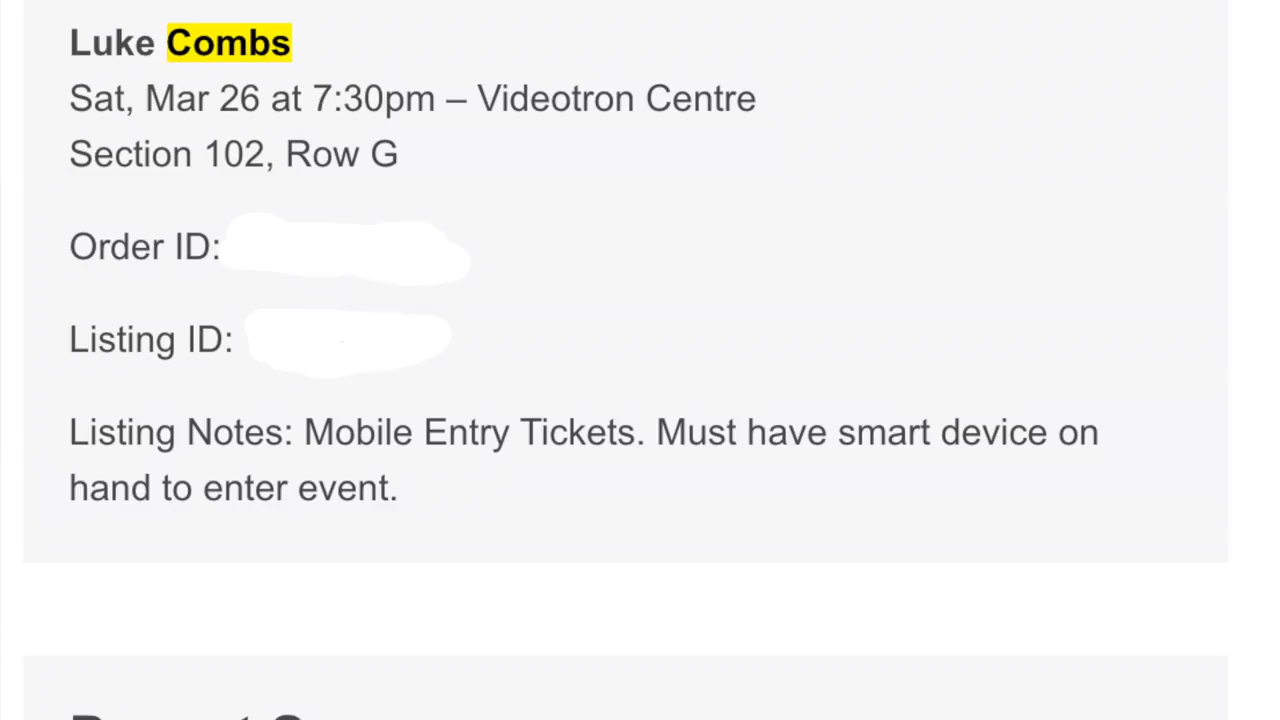 Luke Combs
Sat, Mar 26 at 7:30pm – Videotron Centre
Section 102, Row G
Order ID:
Listing ID:
Listing Notes: Mobile Entry Tickets. Must have smart device on
hand to enter event.